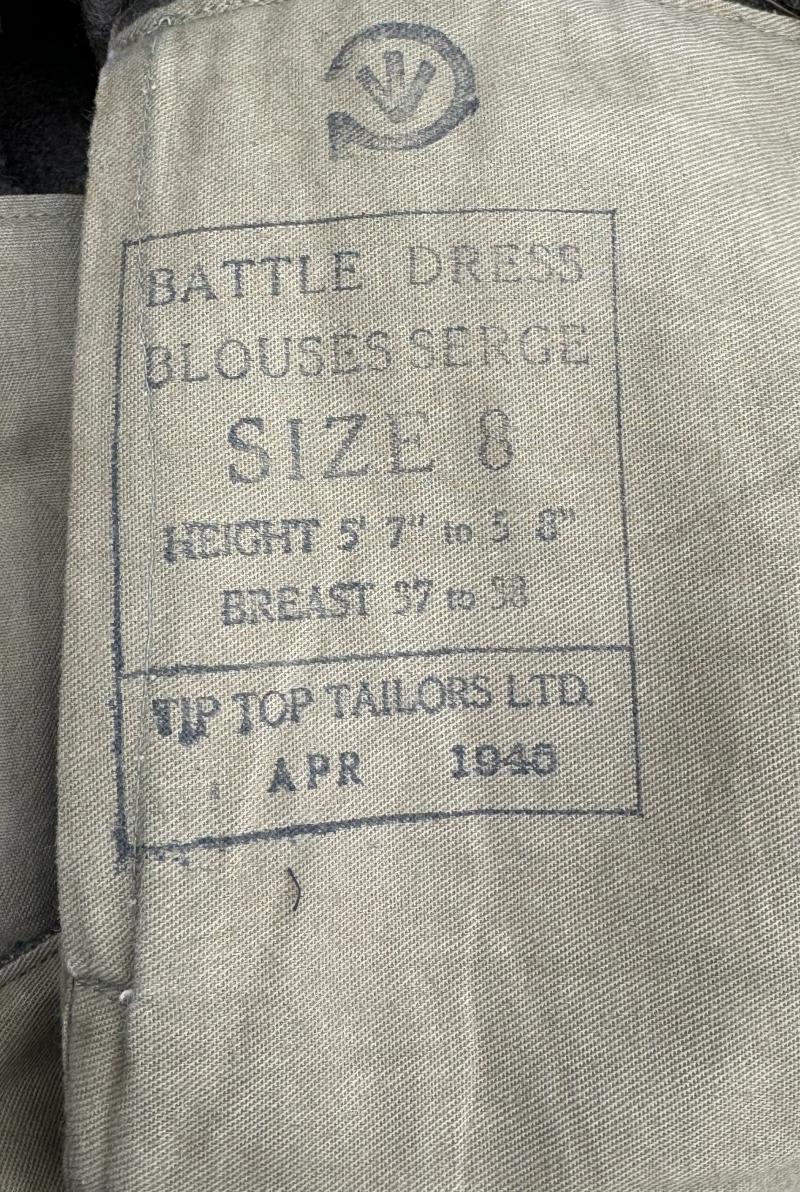 BATTLE DRESS
BLOUSES SERGE
SIZE 8
HEIGHT 5' 7" to 5 8"
BREAST 37 to 38
TIP TOP TAILORS LTD.
APR 1945